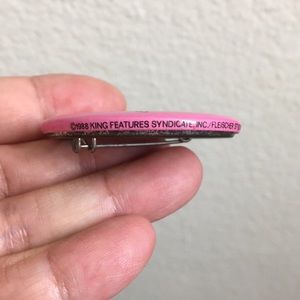 ©1988 KING FEATURES SYNDICATE, INC./FLEISCHER